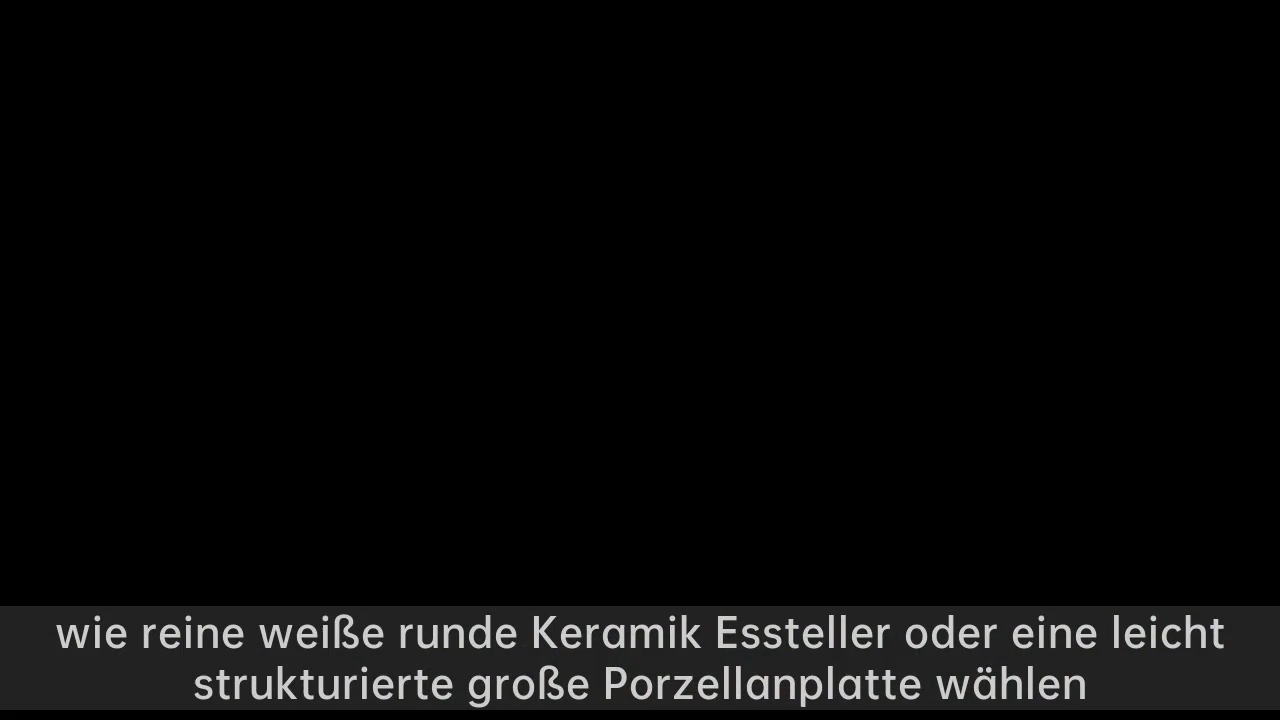 wie reine weiße runde Keramik Essteller oder eine leicht
strukturierte große Porzellanplatte wählen